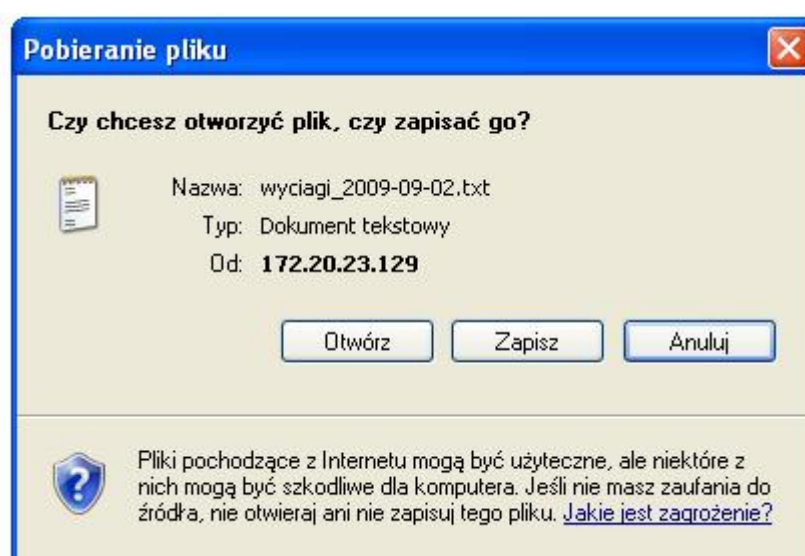 Pobieranie pliku
Czy chcesz otworzyć plik, czy zapisać go?
Nazwa: wyciagi_2009-09-02.txt
Typ: Dokument tekstowy
Od: 172.20.23.129
Otwórz Zapisz Anuluj
Pliki pochodzące z Internetu mogą być użyteczne, ale niektóre z
nich mogą być szkodliwe dla komputera. Jeśli nie masz zaufania do
źródła, nie otwieraj ani nie zapisuj tego pliku. Jakie jest zagrożenie?